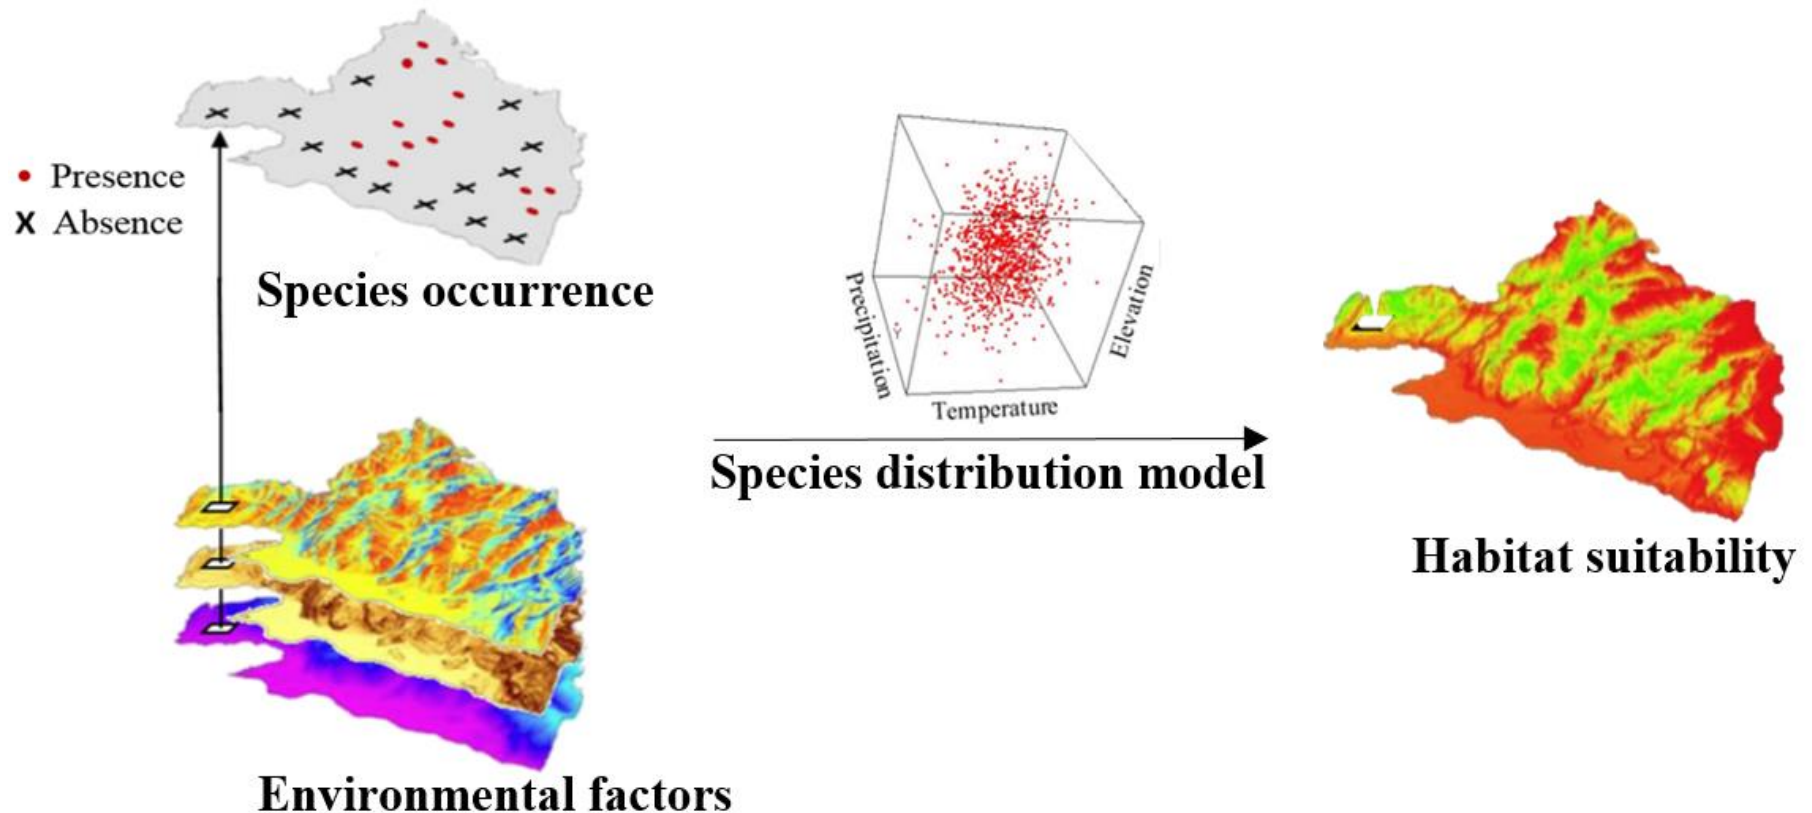 • Presence
X Absence
Species occurrence
Environmental factors
Precipitation
Temperature
Elevation
Species distribution model
Habitat suitability